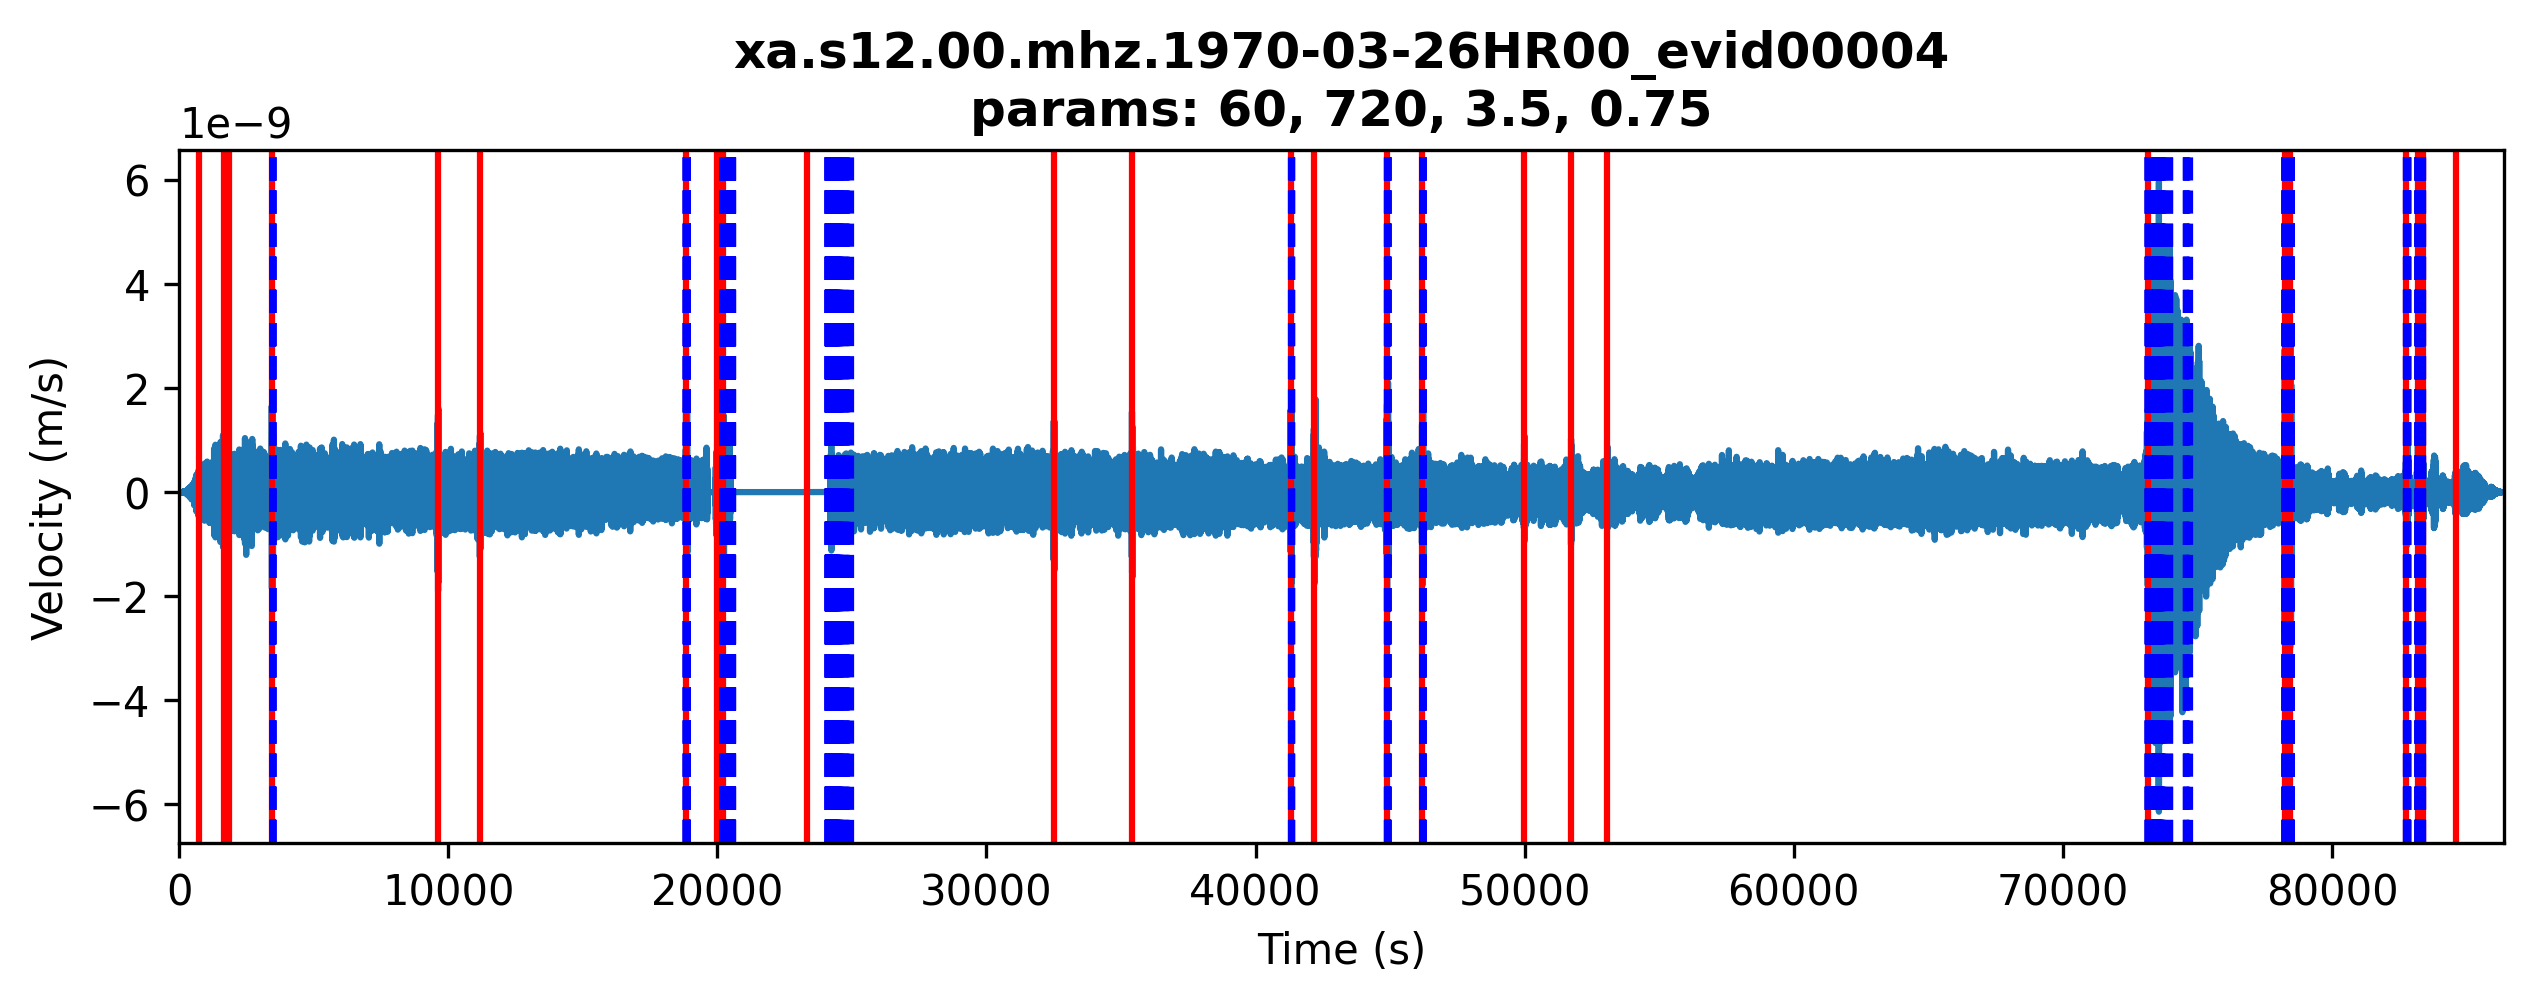 xa.s12.00.mhz.1970-03-26HR00_evid00004
params: 60, 720, 3.5, 0.75
1e−9
6
4
2
0
−2
−4
−6
Velocity (m/s)
0 10000 20000 30000 40000 50000 60000 70000 80000
Time (s)